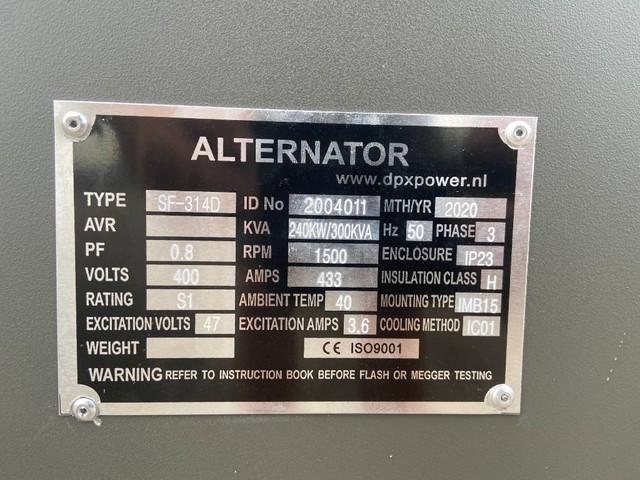 ALTERNATOR
www.dpxpower.nl
TYPE SF-314D ID No 2004011 MTH/YR 2020
AVR KVA 240KW/300KVA Hz 50 PHASE 3
PF 0.8 RPM 1500 ENCLOSURE IP23
VOLTS 400 AMPS 433 INSULATION CLASS H
RATING S1 AMBIENT TEMP 40 MOUNTING TYPE IMB15
EXCITATION VOLTS 47 EXCITATION AMPS 3.6 COOLING METHOD IC01
WEIGHT CE ISO9001
WARNING REFER TO INSTRUCTION BOOK BEFORE FLASH OR MEGGER TESTING